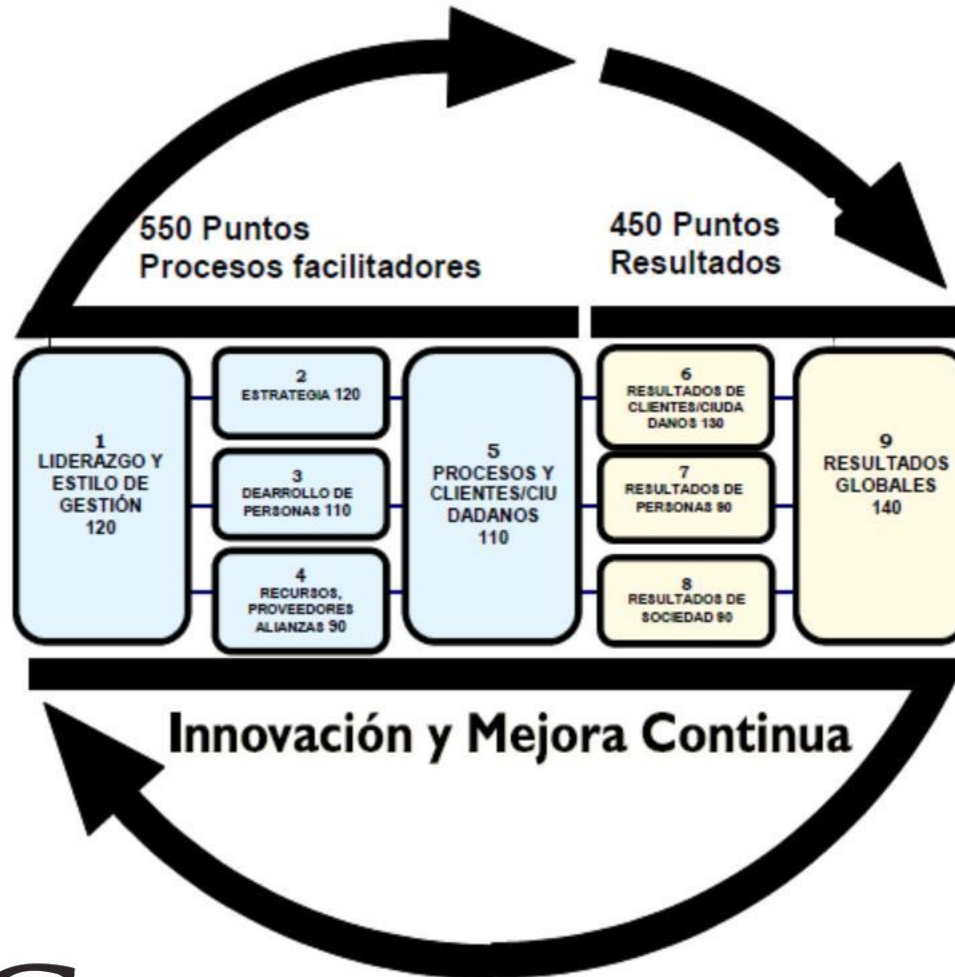 550 Puntos
Procesos facilitadores
450 Puntos
Resultados
1
LIDERAZGO Y
ESTILO DE
GESTIÓN
120
2
ESTRATEGIA 120
3
DEARROLLO DE
PERSONAS 110
4
RECURSOS,
PROVEEDORES
ALIANZAS 90
5
PROCESOS Y
CLIENTES/CIU
DADANOS
110
6
RESULTADOS DE
CLIENTES/CIUDA
DANOS 130
7
RESULTADOS DE
PERSONAS 90
8
RESULTADOS DE
SOCIEDAD 90
9
RESULTADOS
GLOBALES
140
Innovación y Mejora Continua